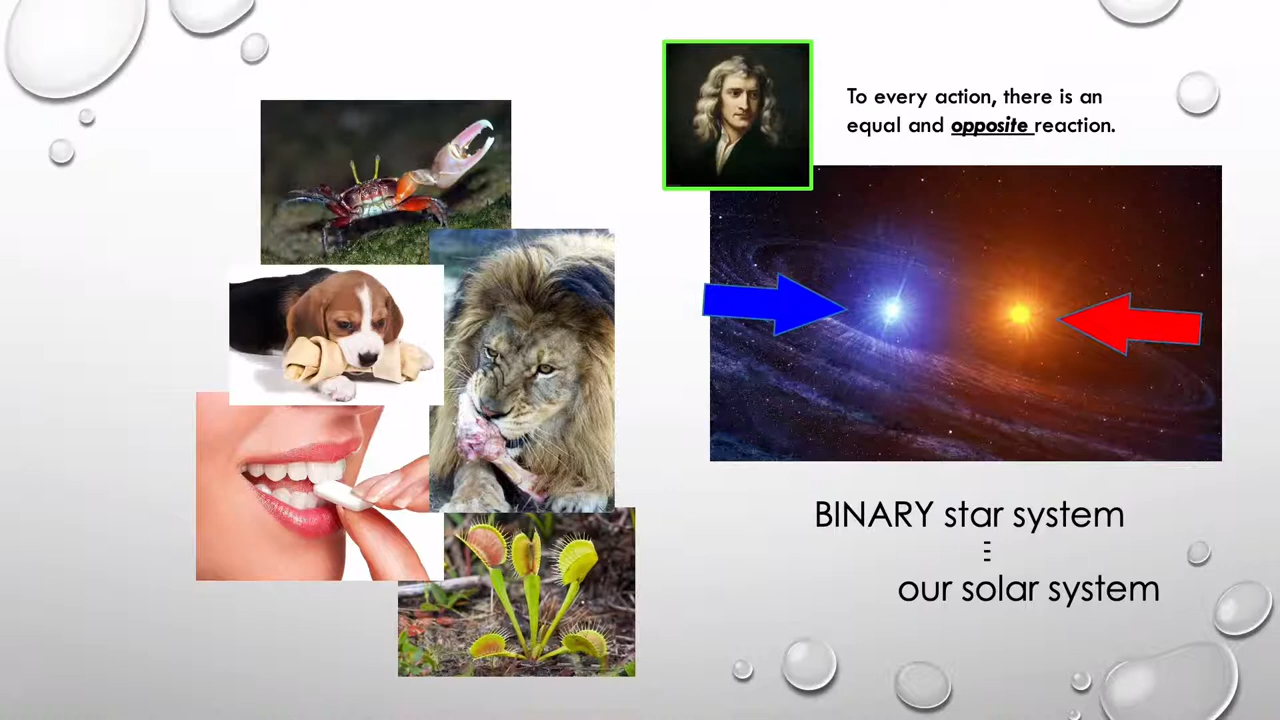 To every action, there is an
equal and opposite reaction.
BINARY star system
our solar system